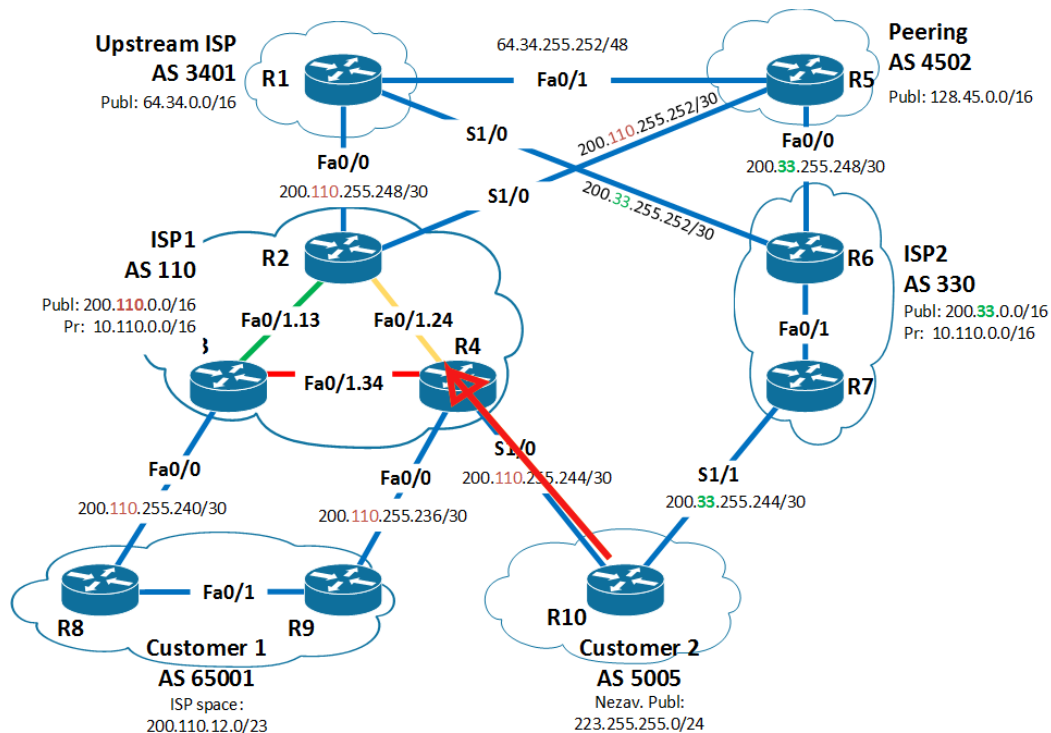 Upstream ISP
AS 3401
Publ: 64.34.0.0/16
R1
64.34.255.252/48
Fa0/1
Peering
AS 4502
Publ: 128.45.0.0/16
R5
S1/0
Fa0/0
200.110.255.248/30
200.110.255.252/30
S1/0
200.33.255.252/30
Fa0/0
200.33.255.248/30
ISP1
AS 110
Publ: 200.110.0.0/16
Pr: 10.110.0.0/16
R2
Fa0/1.13
Fa0/1.24
3
R4
Fa0/1.34
R6
ISP2
AS 330
Publ: 200.33.0.0/16
Pr: 10.110.0.0/16
Fa0/1
R7
Fa0/0
200.110.255.240/30
Fa0/0
200.110.255.236/30
S1/0
200.110.255.244/30
S1/1
200.33.255.244/30
R8
Fa0/1
R9
Customer 1
AS 65001
ISP space:
200.110.12.0/23
R10
Customer 2
AS 5005
Nezav. Publ:
223.255.255.0/24